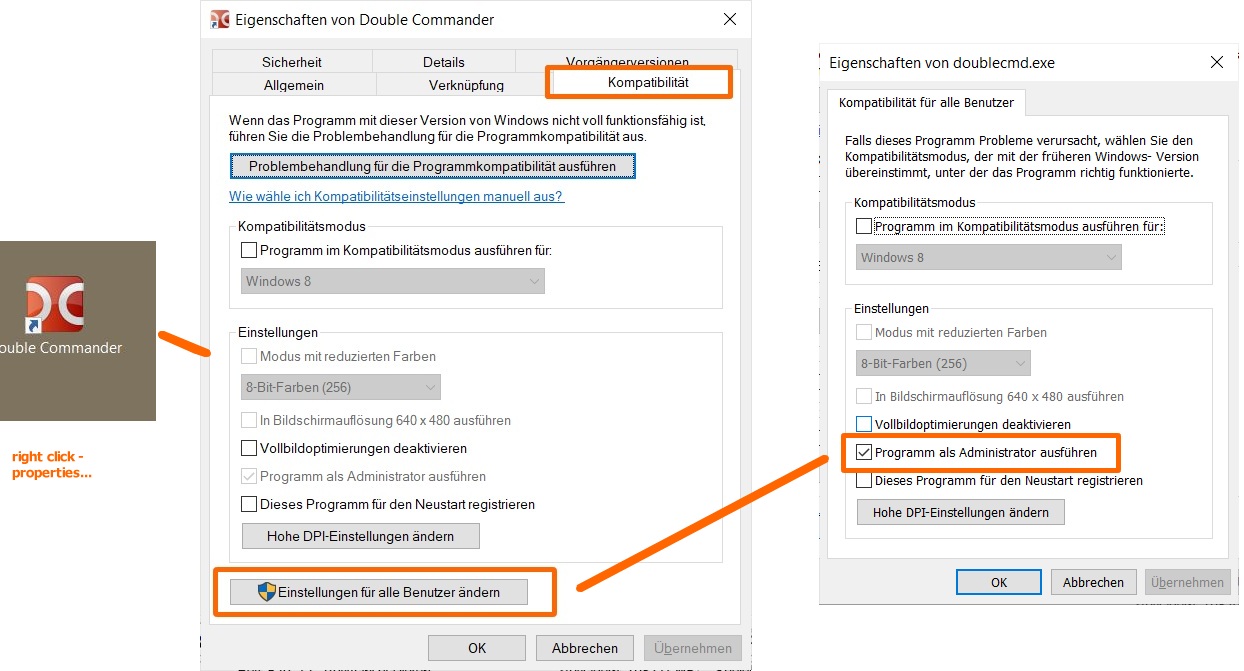 ouble Commander
right click -
properties...
Eigenschaften von Double Commander
Sicherheit
Details
Vorgängerversionen
Allgemein
Verknüpfung
Kompatibilität
Wenn das Programm mit dieser Version von Windows nicht voll funktionsfähig ist,
führen Sie die Problembehandlung für die Programmkompatibilität aus.
Problembehandlung für die Programmkompatibilität ausführen
Wie wähle ich Kompatibilitätseinstellungen manuell aus?
Kompatibilitätsmodus
Programm im Kompatibilitätsmodus ausführen für:
Windows 8
Einstellungen
Modus mit reduzierten Farben
8-Bit-Farben (256)
In Bildschirmauflösung 640 x 480 ausführen
Vollbildoptimierungen deaktivieren
Programm als Administrator ausführen
Dieses Programm für den Neustart registrieren
Hohe DPI-Einstellungen ändern
Einstellungen für alle Benutzer ändern
OK
Abbrechen
Übernehmen
Eigenschaften von doublecmd.exe
Kompatibilität für alle Benutzer
Falls dieses Programm Probleme verursacht, wählen Sie den
Kompatibilitätsmodus, der mit der früheren Windows- Version
übereinstimmt, unter der das Programm richtig funktionierte.
Kompatibilitätsmodus
Programm im Kompatibilitätsmodus ausführen für:
Windows 8
Einstellungen
Modus mit reduzierten Farben
8-Bit-Farben (256)
In Bildschirmauflösung 640 x 480 ausführen
Vollbildoptimierungen deaktivieren
Programm als Administrator ausführen
Dieses Programm für den Neustart registrieren
Hohe DPI-Einstellungen ändern
OK
Abbrechen
Übernehmen